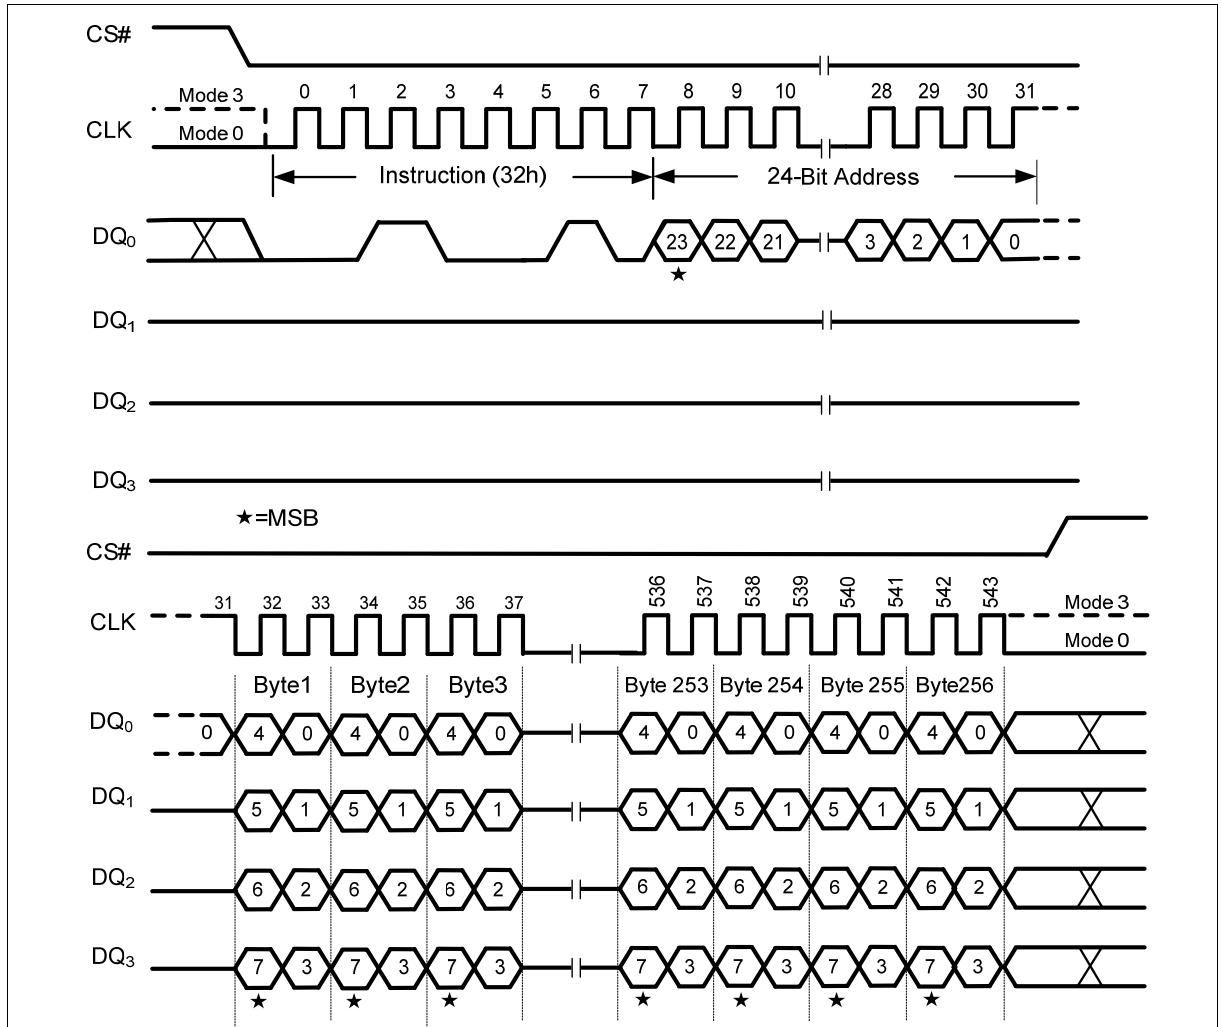 CS#
0 1 2 3 4 5 6 7 8 9 10 28 29 30 31
Mode 3
CLK
Mode 0
Instruction (32h) 24-Bit Address
DQ0 23 22 21 3 2 1 0
★
DQ1
DQ2
DQ3
★=MSB
CS#
31 32 33 34 35 36 37 536 537 538 539 540 541 542 543
CLK Mode 3
Mode 0
Byte1 Byte2 Byte3 Byte 253 Byte 254 Byte 255 Byte256
DQ0 0 4 0 4 0 4 0 4 0 4 0 4 0 4 0
DQ1 5 1 5 1 5 1 5 1 5 1 5 1 5 1
DQ2 6 2 6 2 6 2 6 2 6 2 6 2 6 2
DQ3 7 3 7 3 7 3 7 3 7 3 7 3 7 3
★ ★ ★ ★ ★ ★ ★